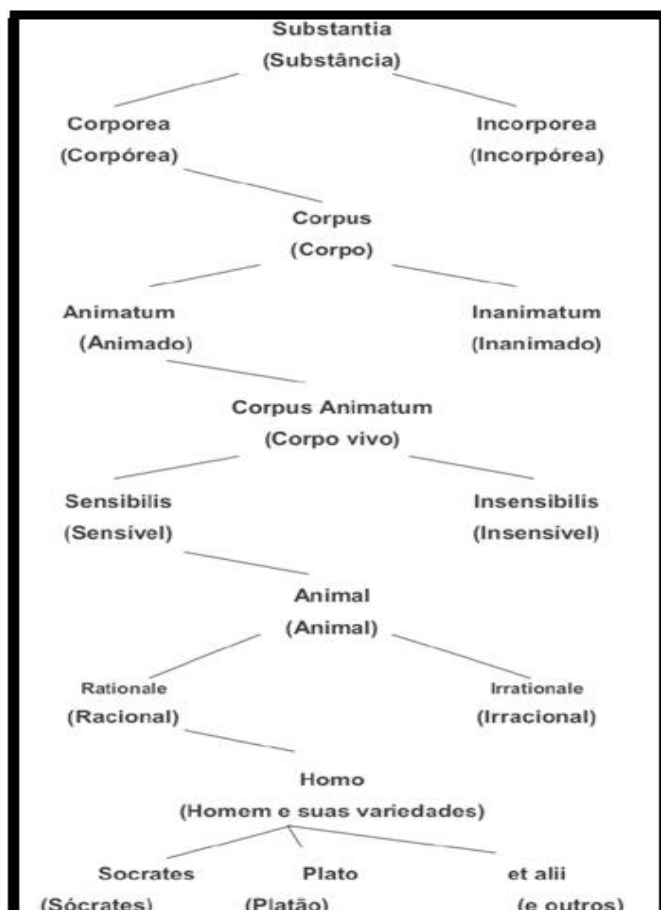 Substantia
(Substância)
Corporea Incorporea
(Corpórea) (Incorpórea)
Corpus
(Corpo)
Animatum Inanimatum
(Animado) (Inanimado)
Corpus Animatum
(Corpo vivo)
Sensibilis Insensibilis
(Sensível) (Insensível)
Animal
(Animal)
Rationale Irrationale
(Racional) (Irracional)
Homo
(Homem e suas variedades)
Socrates Plato et alii
(Sócrates) (Platão) (e outros)